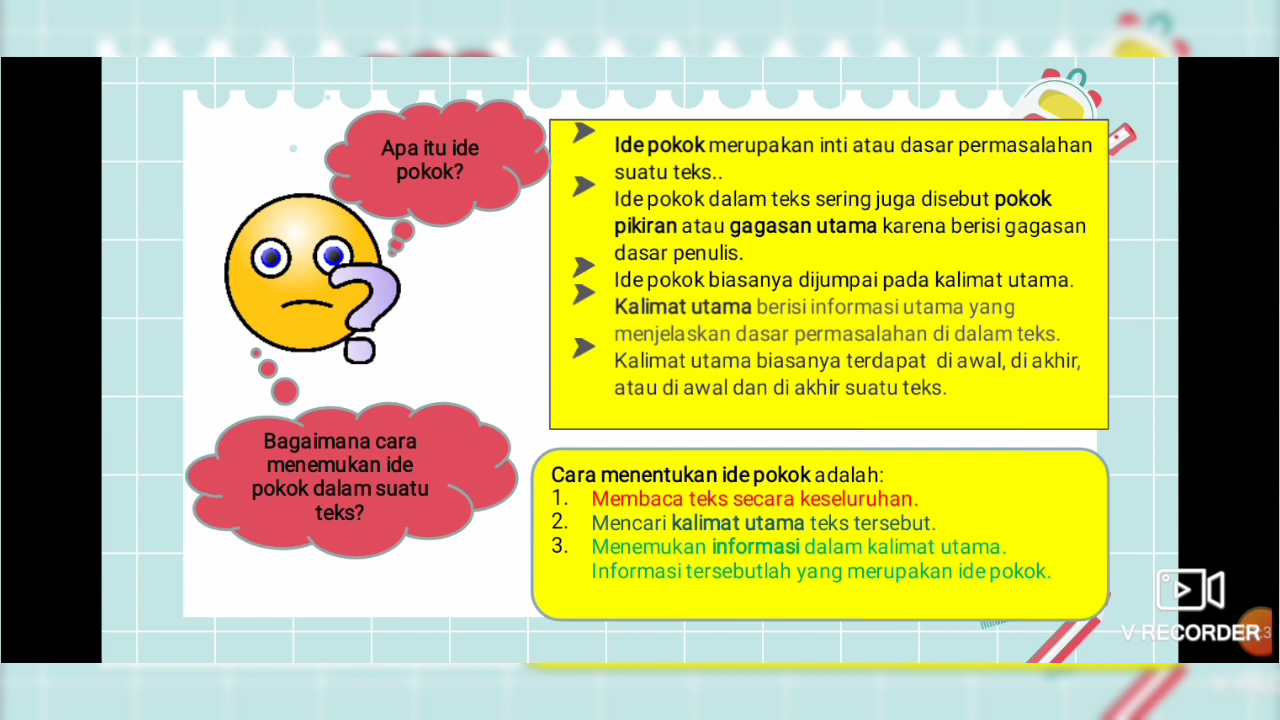 Apa itu ide
pokok?
Ide pokok merupakan inti atau dasar permasalahan
suatu teks..
Ide pokok dalam teks sering juga disebut pokok
pikiran atau gagasan utama karena berisi gagasan
dasar penulis.
Ide pokok biasanya dijumpai pada kalimat utama.
Kalimat utama berisi informasi utama yang
menjelaskan dasar permasalahan di dalam teks.
Kalimat utama biasanya terdapat di awal, di akhir,
atau di awal dan di akhir suatu teks.
Bagaimana cara
menemukan ide
pokok dalam suatu
teks?
Cara menentukan ide pokok adalah:
1. Membaca teks secara keseluruhan.
2. Mencari kalimat utama teks tersebut.
3. Menemukan informasi dalam kalimat utama.
Informasi tersebutlah yang merupakan ide pokok.
V-RECORDER